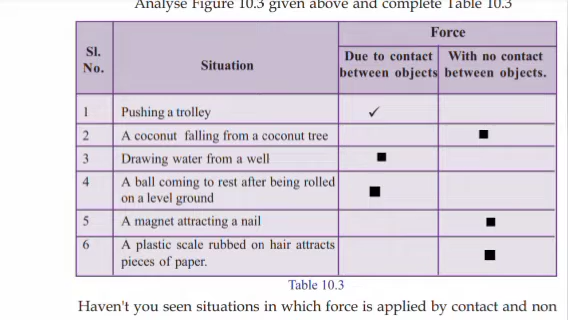 Analyse Figure 10.3 given above and complete Table 10.3
Force
Sl. No.
Situation
Due to contact between objects
With no contact between objects.
1 Pushing a trolley ✓
2 A coconut falling from a coconut tree ■
3 Drawing water from a well ■
4 A ball coming to rest after being rolled
on a level ground ■
5 A magnet attracting a nail ■
6 A plastic scale rubbed on hair attracts
pieces of paper. ■
Table 10.3
Haven't you seen situations in which force is applied by contact and non